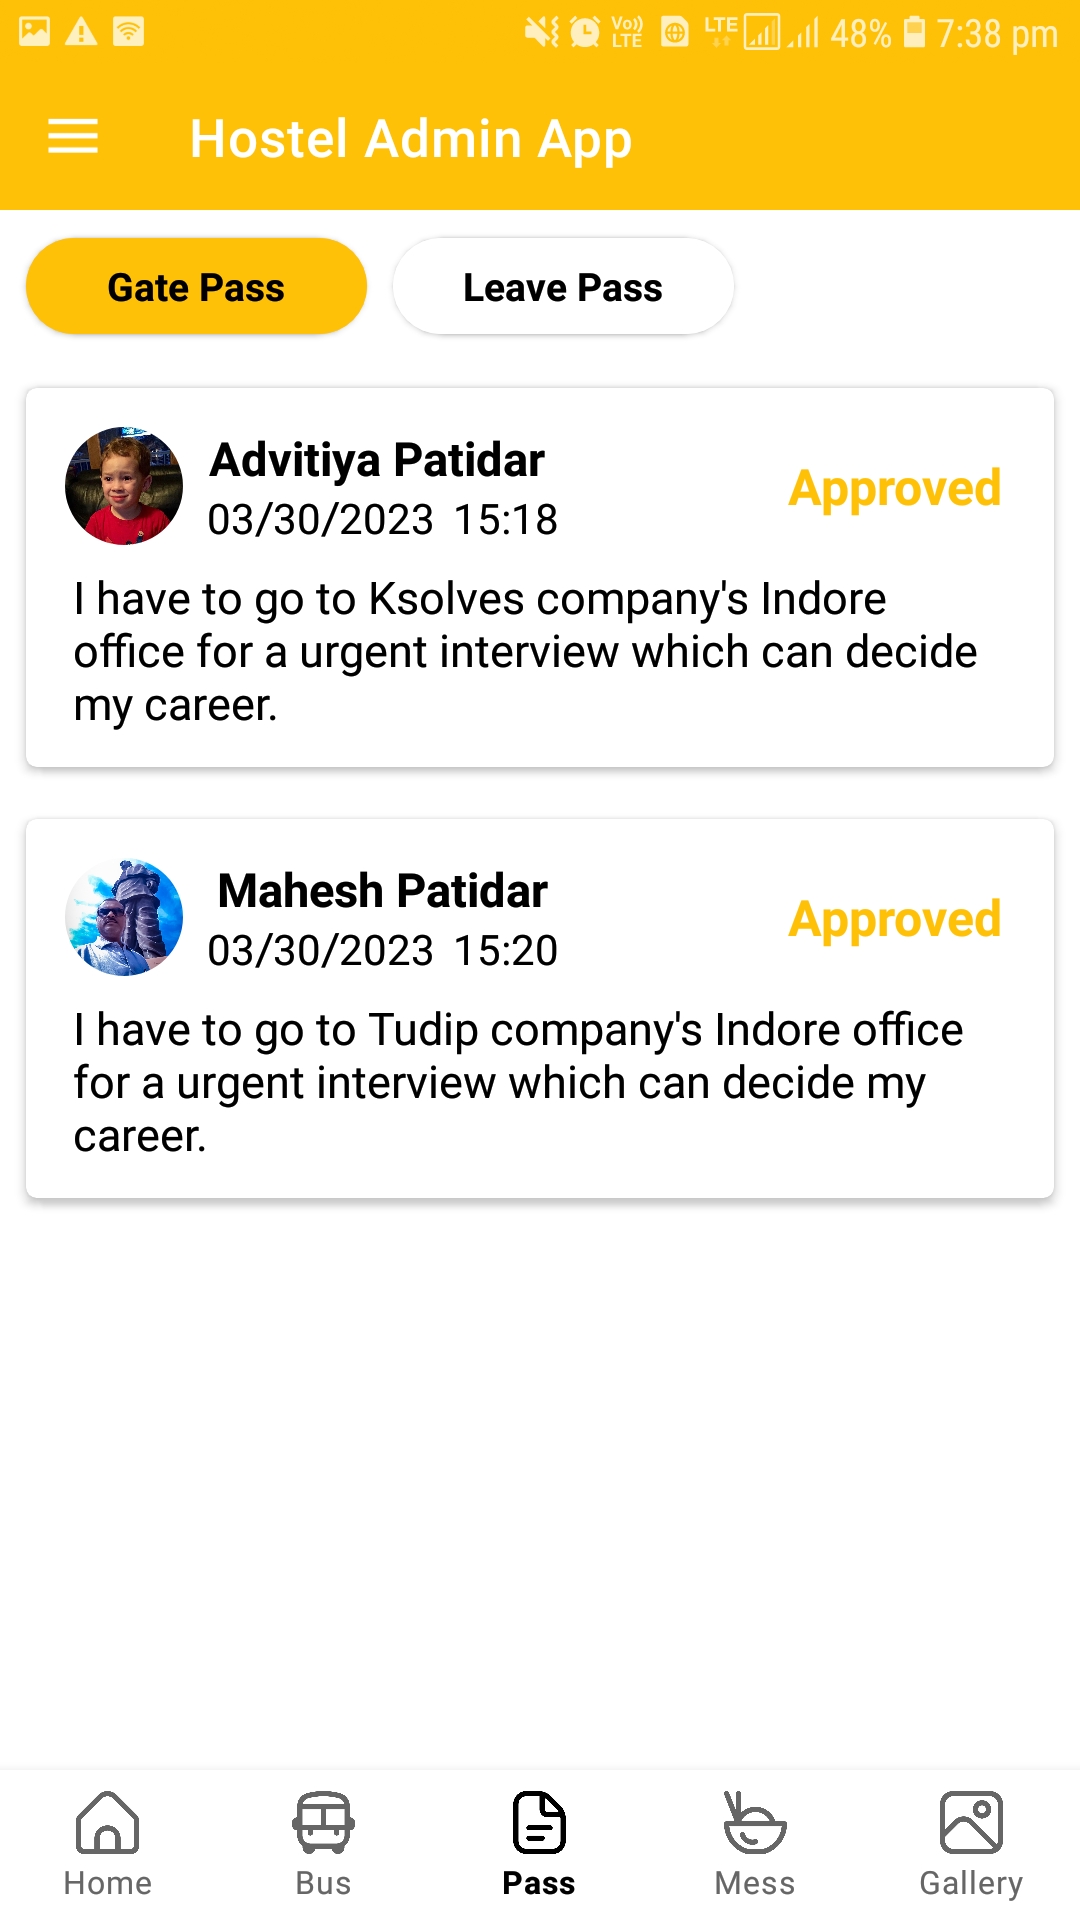 Vo))
LTE
LTE
48%
7:38 pm
Hostel Admin App
Gate Pass
Leave Pass
Advitiya Patidar
03/30/2023 15:18
Approved
I have to go to Ksolves company's Indore
office for a urgent interview which can decide
my career.
Mahesh Patidar
03/30/2023 15:20
Approved
I have to go to Tudip company's Indore office
for a urgent interview which can decide my
career.
Home
Bus
Pass
Mess
Gallery